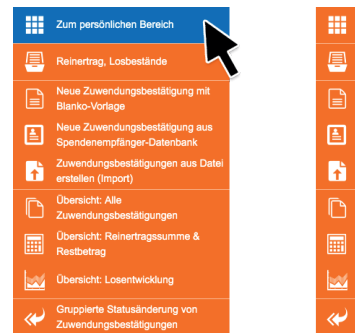 Zum persönlichen Bereich
Reinertrag, Losbestände
Neue Zuwendungsbestätigung mit
Blanko-Vorlage
Neue Zuwendungsbestätigung aus
Spendenempfänger-Datenbank
Zuwendungsbestätigungen aus Datei
erstellen (Import)
Übersicht: Alle
Zuwendungsbestätigungen
Übersicht: Reinertragssumme &
Restbetrag
Übersicht: Losentwicklung
Gruppierte Statusänderung von
Zuwendungsbestätigungen